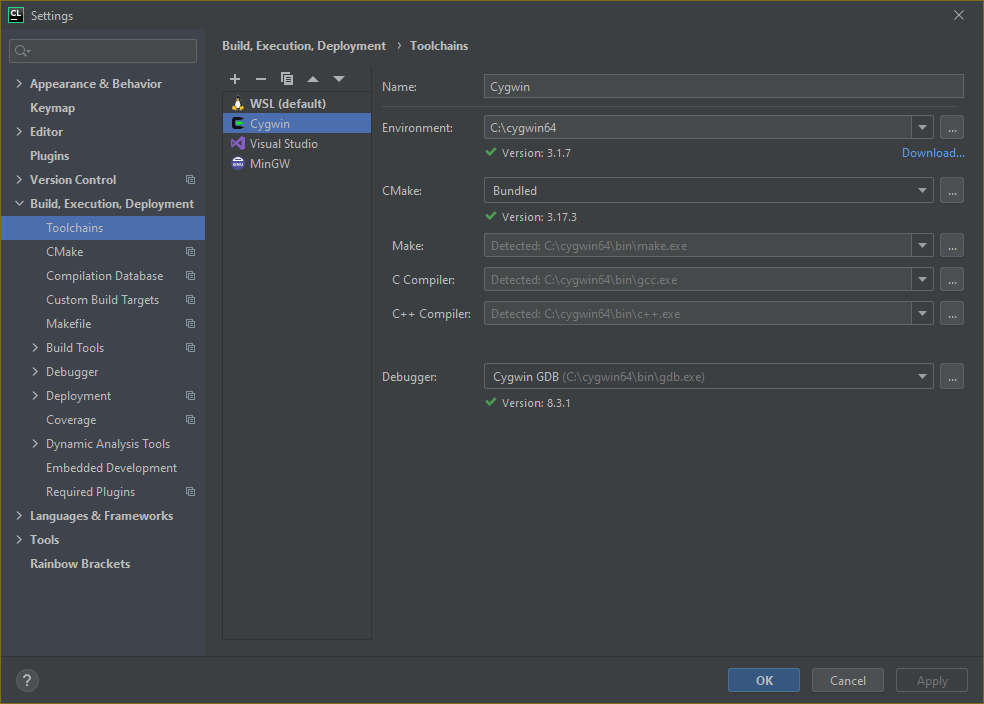 CL Settings
Build, Execution, Deployment › Toolchains
Appearance & Behavior
Keymap
Editor
Plugins
Version Control
Build, Execution, Deployment
Toolchains
CMake
Compilation Database
Custom Build Targets
Makefile
Build Tools
Debugger
Deployment
Coverage
Dynamic Analysis Tools
Embedded Development
Required Plugins
Languages & Frameworks
Tools
Rainbow Brackets
WSL (default)
Cygwin
Visual Studio
MinGW
Name: Cygwin
Environment: C:\cygwin64 ...
Version: 3.1.7 Download...
CMake: Bundled ...
Version: 3.17.3
Make: Detected: C:\cygwin64\bin\make.exe ...
C Compiler: Detected: C:\cygwin64\bin\gcc.exe ...
C++ Compiler: Detected: C:\cygwin64\bin\c++.exe ...
Debugger: Cygwin GDB (C:\cygwin64\bin\gdb.exe) ...
Version: 8.3.1
? OK Cancel Apply